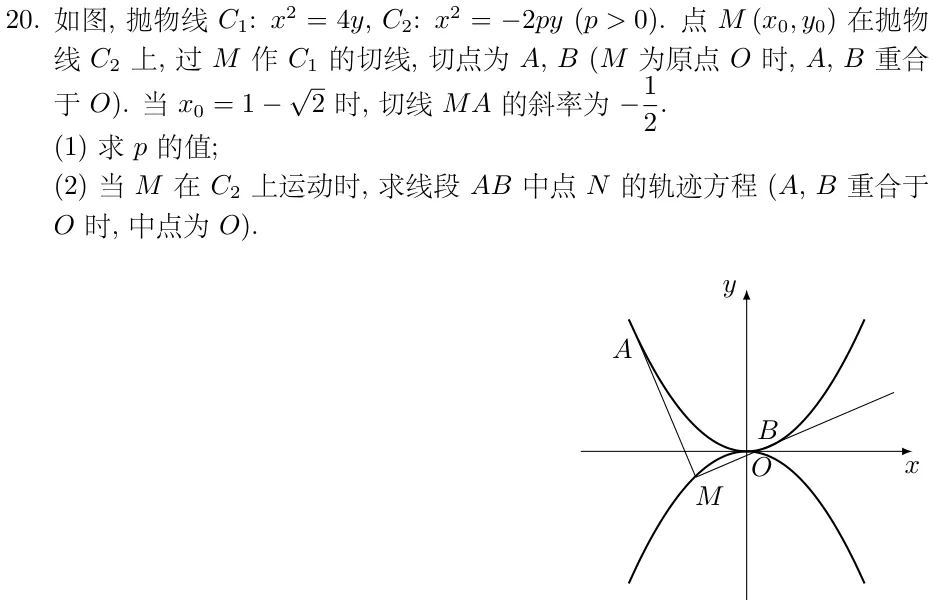 20. 如图, 抛物线 C₁: x² = 4y, C₂: x² = −2py (p > 0). 点 M (x₀, y₀) 在抛物
线 C₂ 上, 过 M 作 C₁ 的切线, 切点为 A, B (M 为原点 O 时, A, B 重合
于 O). 当 x₀ = 1 − √2 时, 切线 MA 的斜率为 −1/2.
(1) 求 p 的值;
(2) 当 M 在 C₂ 上运动时, 求线段 AB 中点 N 的轨迹方程 (A, B 重合于
O 时, 中点为 O).
y
A
B
O
x
M